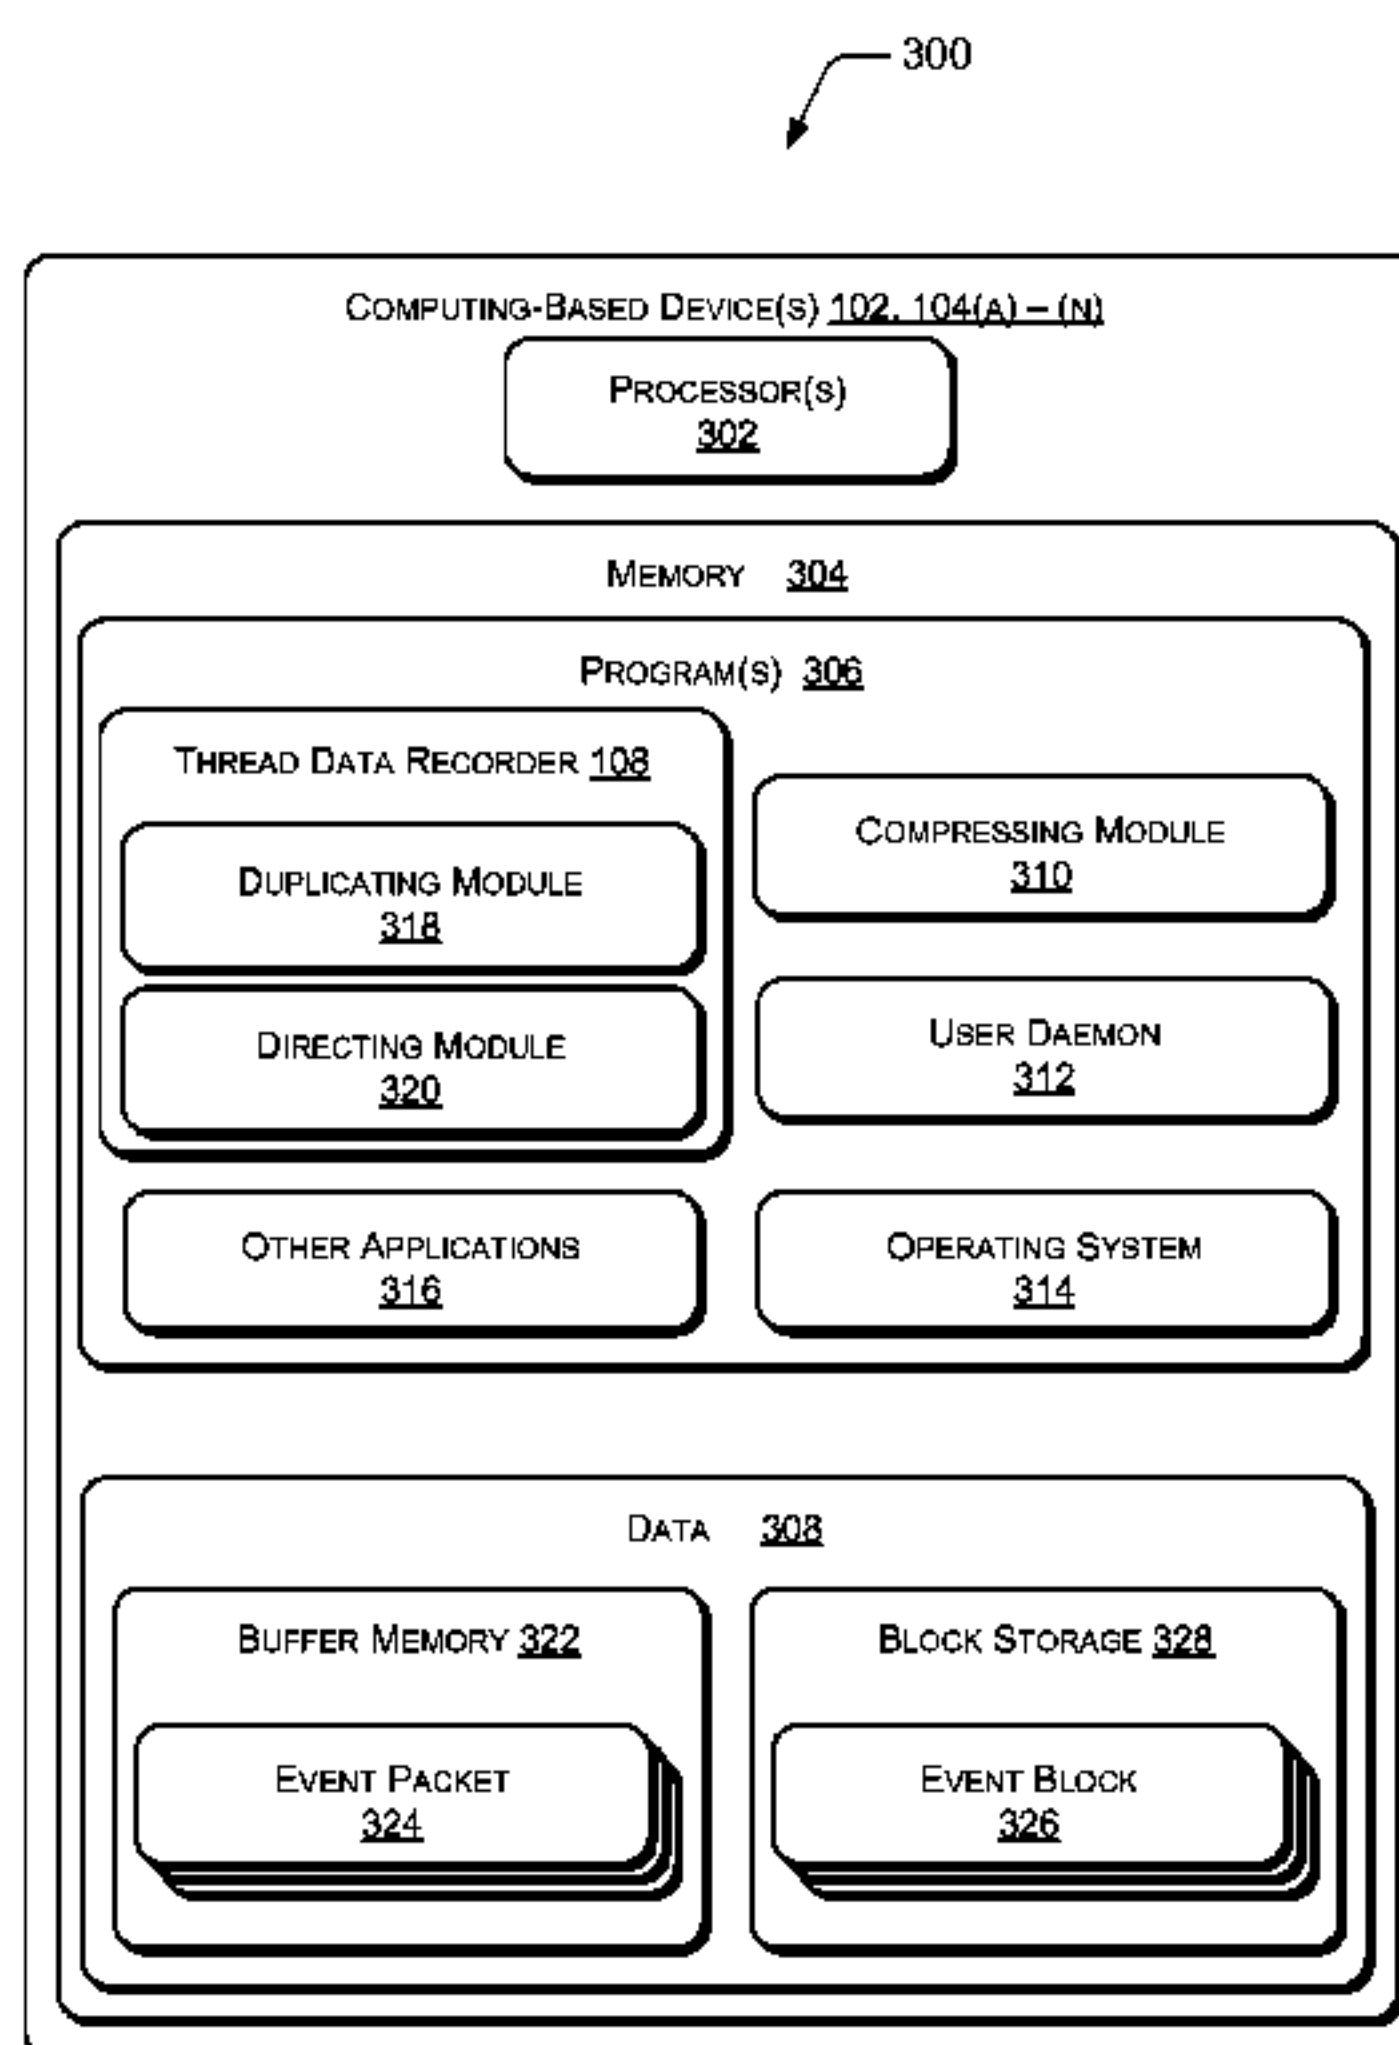 300
COMPUTING-BASED DEVICE(S) 102, 104(A) – (N)
PROCESSOR(S)
302
MEMORY 304
PROGRAM(S) 306
THREAD DATA RECORDER 108
DUPLICATING MODULE
318
DIRECTING MODULE
320
COMPRESSING MODULE
310
USER DAEMON
312
OTHER APPLICATIONS
316
OPERATING SYSTEM
314
DATA 308
BUFFER MEMORY 322
EVENT PACKET
324
BLOCK STORAGE 328
EVENT BLOCK
326